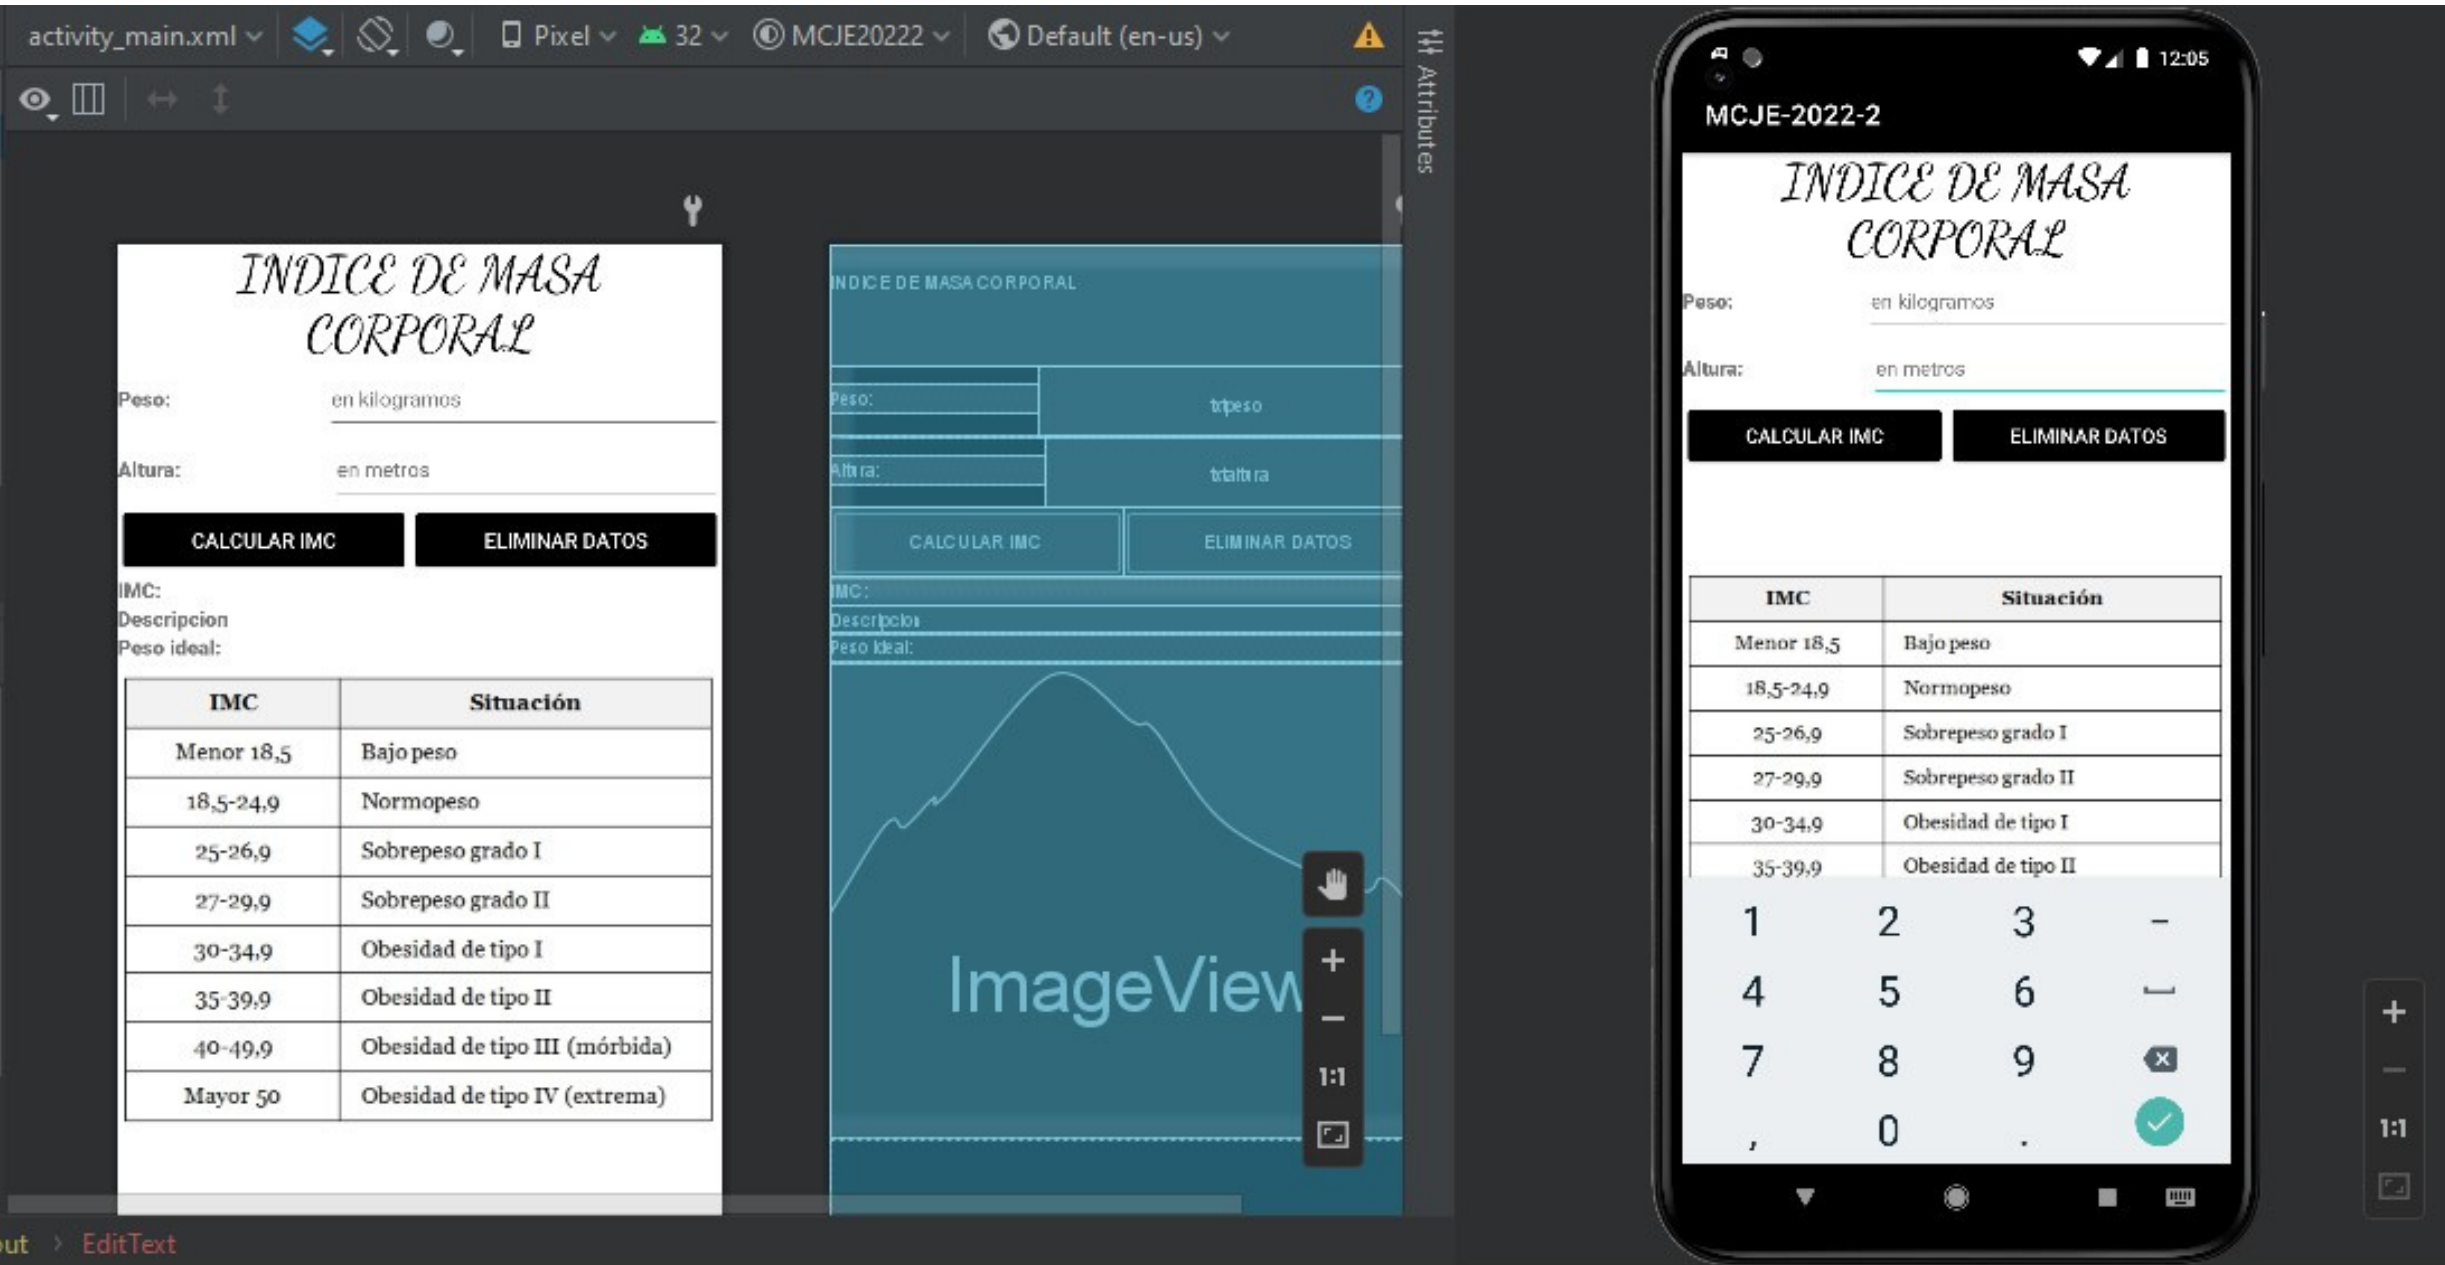 activity_main.xml Pixel 32 MCJE20222 Default (en-us)
Attributes
INDICE DE MASA
CORPORAL
Peso: en kilogramos
Altura: en metros
CALCULAR IMC ELIMINAR DATOS
IMC:
Descripcion
Peso ideal:
IMC Situación
Menor 18,5 Bajo peso
18,5-24,9 Normopeso
25-26,9 Sobrepeso grado I
27-29,9 Sobrepeso grado II
30-34,9 Obesidad de tipo I
35-39,9 Obesidad de tipo II
40-49,9 Obesidad de tipo III (mórbida)
Mayor 50 Obesidad de tipo IV (extrema)
INDICE DE MASA CORPORAL
Peso: txtpeso
Altura: txtaltura
CALCULAR IMC ELIMINAR DATOS
IMC:
Descripcion
Peso ideal:
ImageView
1:1
out > EditText
12:05
MCJE-2022-2
INDICE DE MASA
CORPORAL
Peso: en kilogramos
Altura: en metros
CALCULAR IMC ELIMINAR DATOS
IMC Situación
Menor 18,5 Bajo peso
18,5-24,9 Normopeso
25-26,9 Sobrepeso grado I
27-29,9 Sobrepeso grado II
30-34,9 Obesidad de tipo I
35-39,9 Obesidad de tipo II
1 2 3 -
4 5 6
7 8 9
, 0 .
1:1